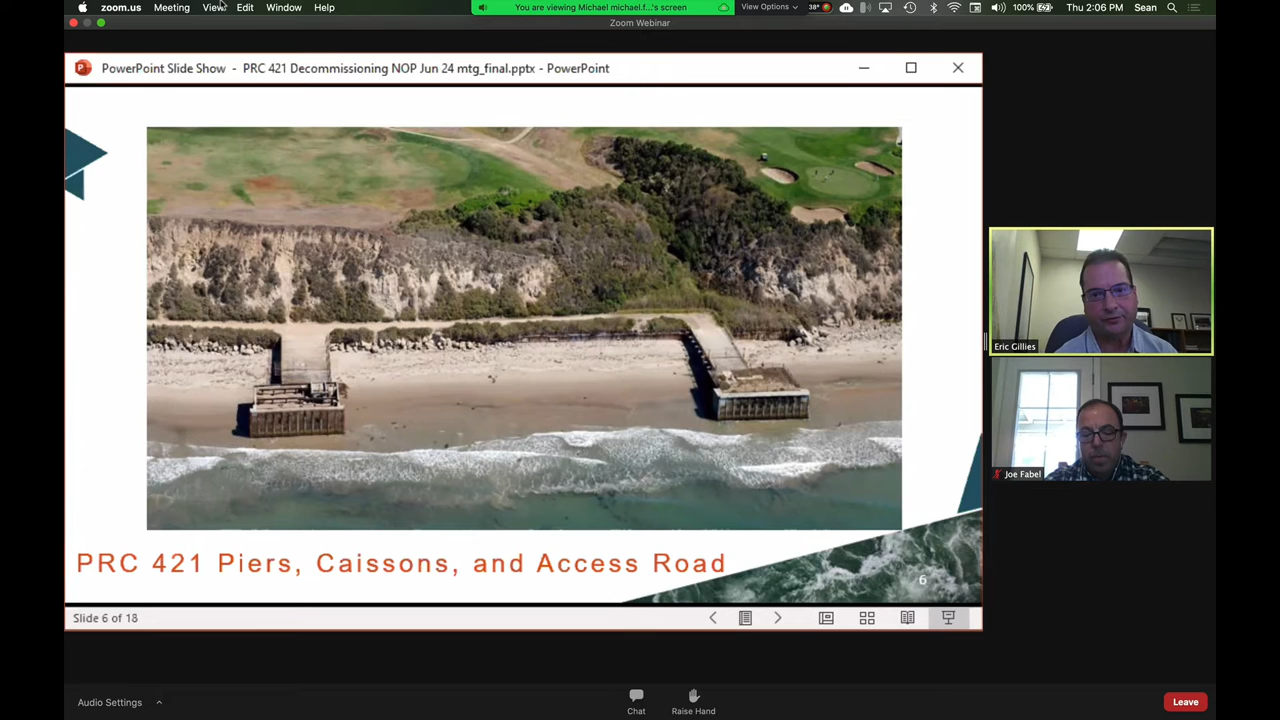 zoom.us Meeting View Edit Window Help
You are viewing Michael michael.f...'s screen
View Options
38°
100%
Thu 2:06 PM Sean
Zoom Webinar
PowerPoint Slide Show - PRC 421 Decommissioning NOP Jun 24 mtg_final.pptx - PowerPoint
Eric Gillies
Joe Fabel
PRC 421 Piers, Caissons, and Access Road
6
Slide 6 of 18
Audio Settings
Chat
Raise Hand
Leave